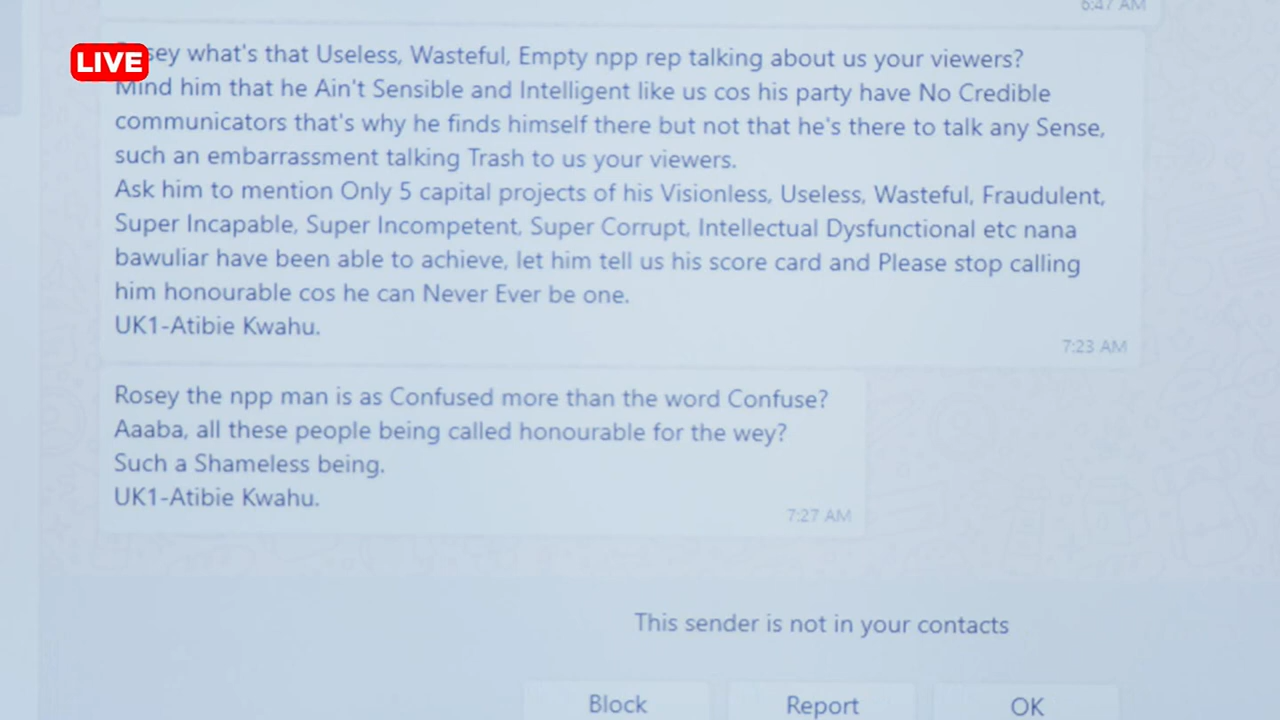 6:47 AM
LIVE
sey what's that Useless, Wasteful, Empty npp rep talking about us your viewers?
Mind him that he Ain't Sensible and Intelligent like us cos his party have No Credible
communicators that's why he finds himself there but not that he's there to talk any Sense,
such an embarrassment talking Trash to us your viewers.
Ask him to mention Only 5 capital projects of his Visionless, Useless, Wasteful, Fraudulent,
Super Incapable, Super Incompetent, Super Corrupt, Intellectual Dysfunctional etc nana
bawuliar have been able to achieve, let him tell us his score card and Please stop calling
him honourable cos he can Never Ever be one.
UK1-Atibie Kwahu.
7:23 AM
Rosey the npp man is as Confused more than the word Confuse?
Aaaba, all these people being called honourable for the wey?
Such a Shameless being.
UK1-Atibie Kwahu.
7:27 AM
This sender is not in your contacts
Block
Report
OK